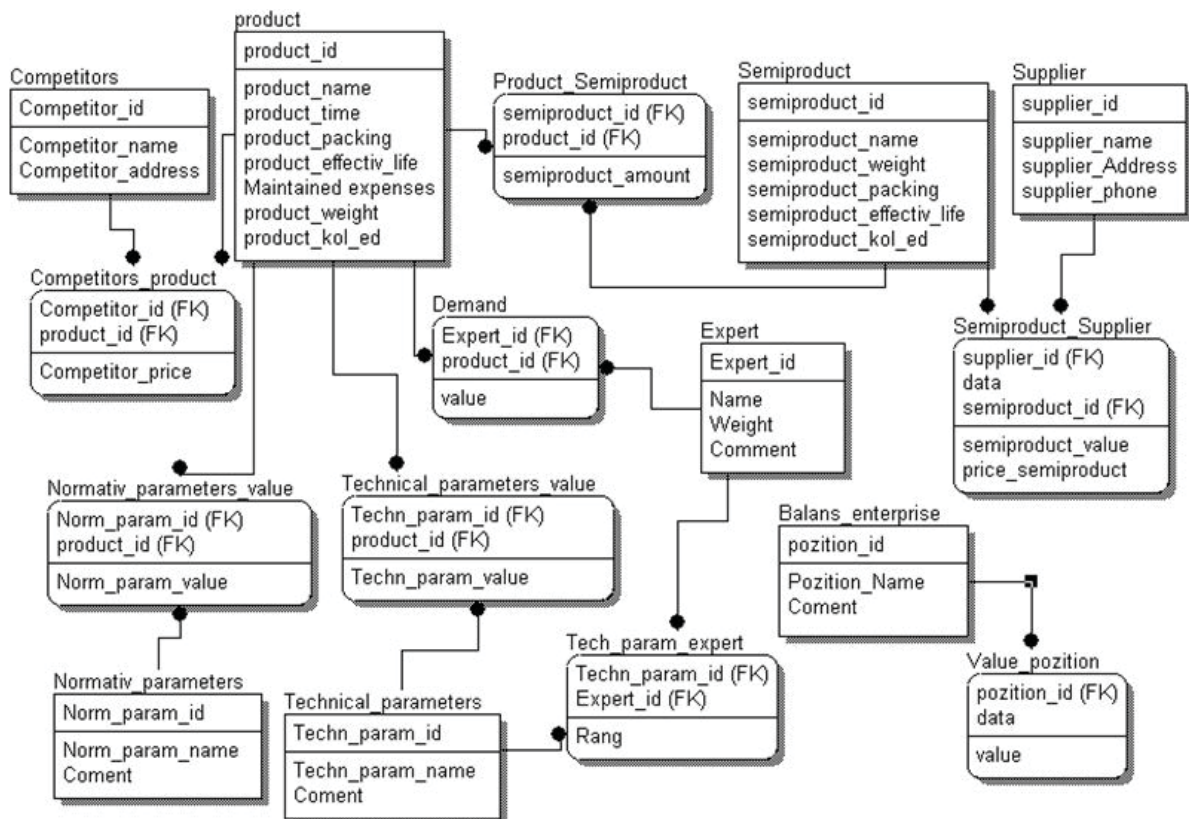 product
product_id
product_name
product_time
product_packing
product_effectiv_life
Maintained expenses
product_weight
product_kol_ed
Competitors
Competitor_id
Competitor_name
Competitor_address
Product_Semiproduct
semiproduct_id (FK)
product_id (FK)
semiproduct_amount
Semiproduct
semiproduct_id
semiproduct_name
semiproduct_weight
semiproduct_packing
semiproduct_effectiv_life
semiproduct_kol_ed
Supplier
supplier_id
supplier_name
supplier_Address
supplier_phone
Competitors_product
Competitor_id (FK)
product_id (FK)
Competitor_price
Demand
Expert_id (FK)
product_id (FK)
value
Expert
Expert_id
Name
Weight
Comment
Semiproduct_Supplier
supplier_id (FK)
data
semiproduct_id (FK)
semiproduct_value
price_semiproduct
Normativ_parameters_value
Norm_param_id (FK)
product_id (FK)
Norm_param_value
Technical_parameters_value
Techn_param_id (FK)
product_id (FK)
Techn_param_value
Balans_enterprise
pozition_id
Pozition_Name
Coment
Normativ_parameters
Norm_param_id
Norm_param_name
Coment
Technical_parameters
Techn_param_id
Techn_param_name
Coment
Tech_param_expert
Techn_param_id (FK)
Expert_id (FK)
Rang
Value_pozition
pozition_id (FK)
data
value